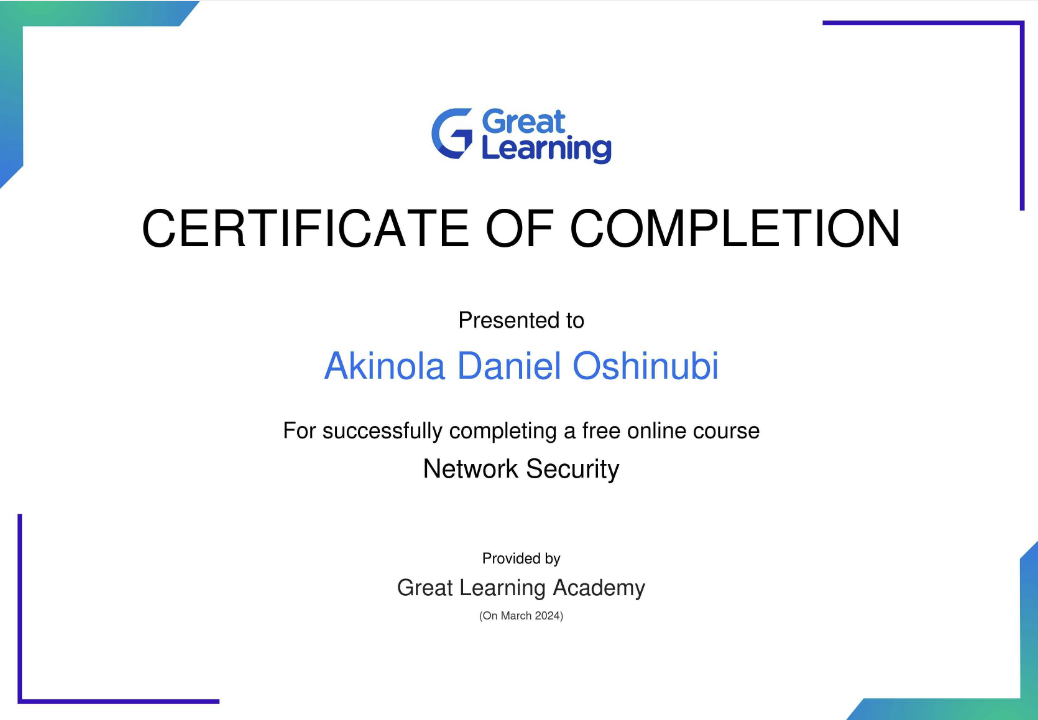 Great
Learning
CERTIFICATE OF COMPLETION
Presented to
Akinola Daniel Oshinubi
For successfully completing a free online course
Network Security
Provided by
Great Learning Academy
(On March 2024)